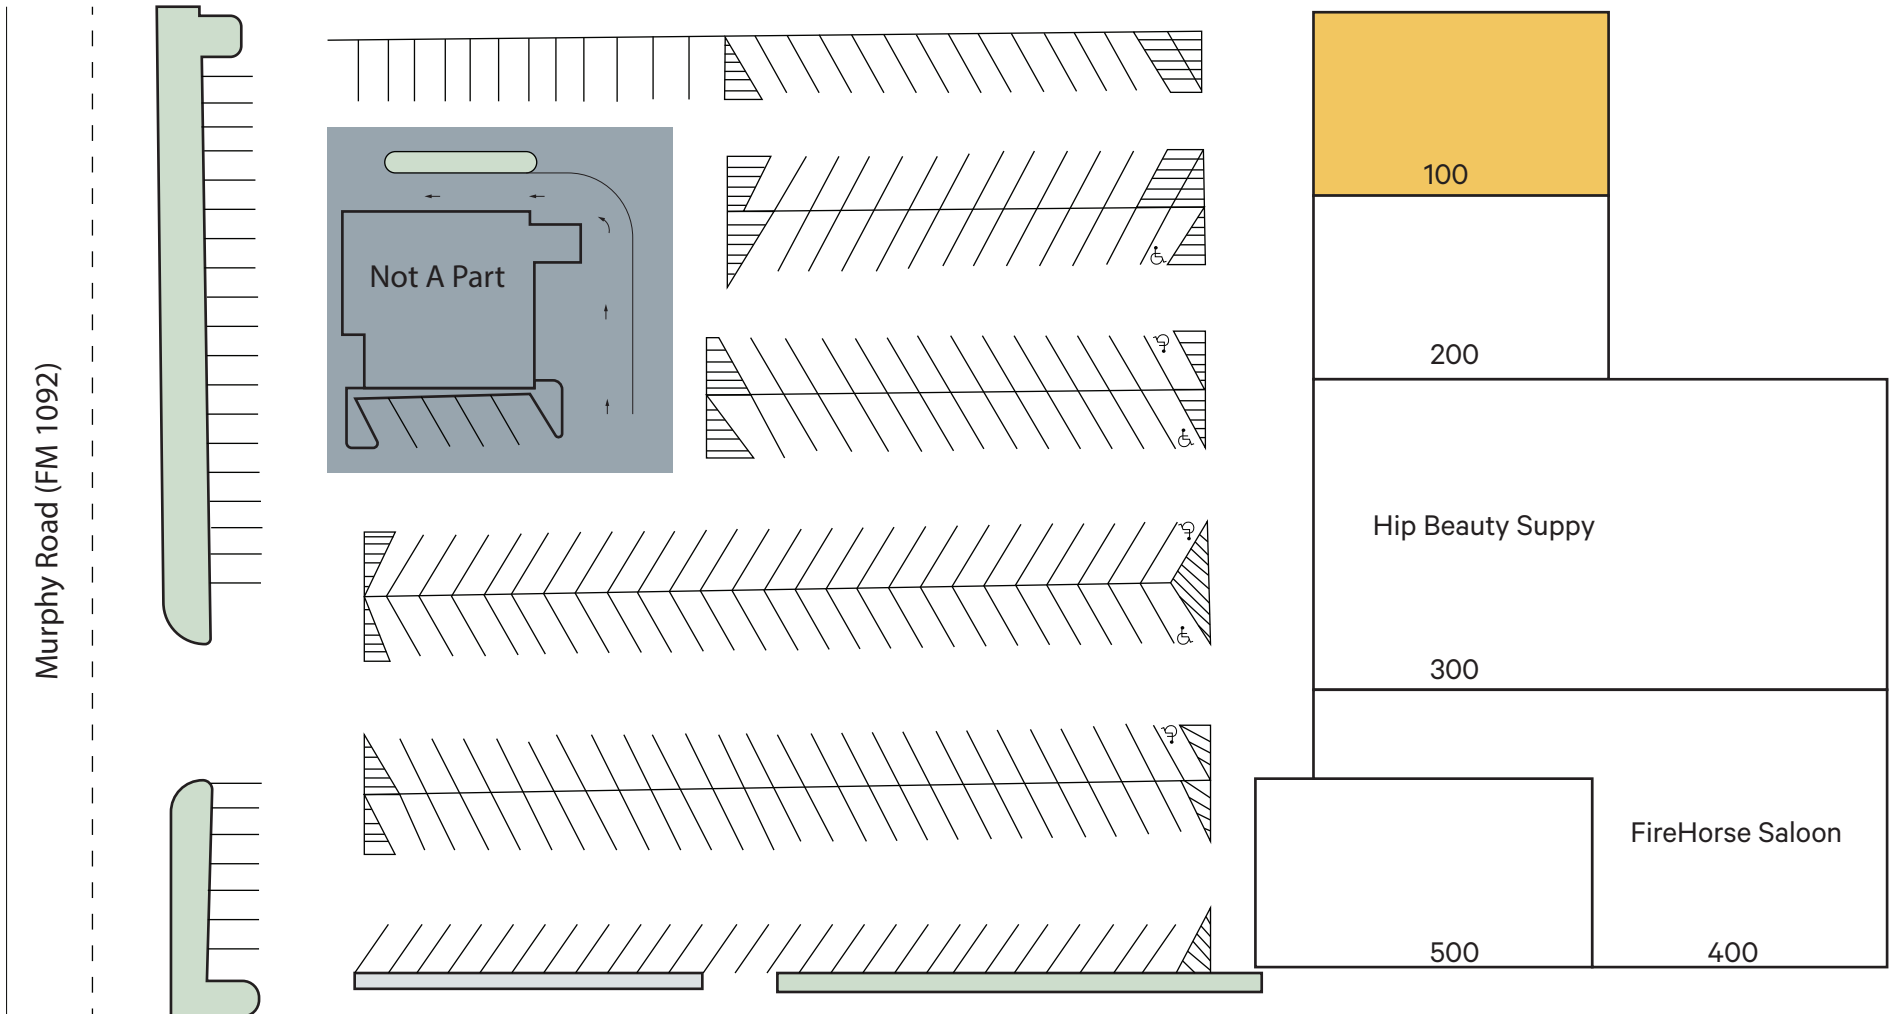 Murphy Road (FM 1092)
Not A Part
100
200
Hip Beauty Suppy
300
FireHorse Saloon
500
400